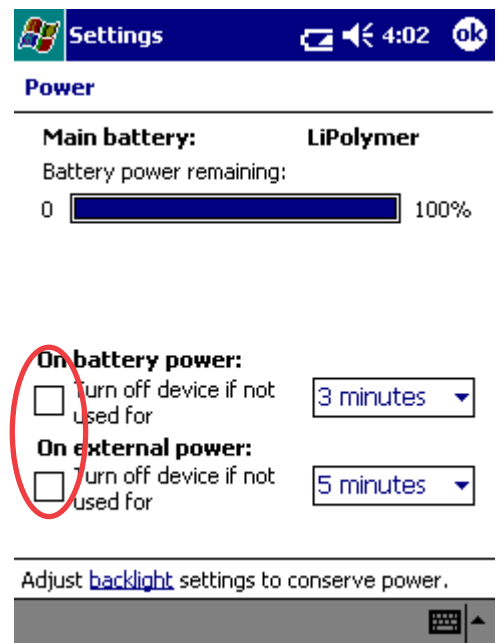 Settings 4:02 ok
Power
Main battery: LiPolymer
Battery power remaining:
0 100%
On battery power:
Turn off device if not
used for
3 minutes
On external power:
Turn off device if not
used for
5 minutes
Adjust backlight settings to conserve power.